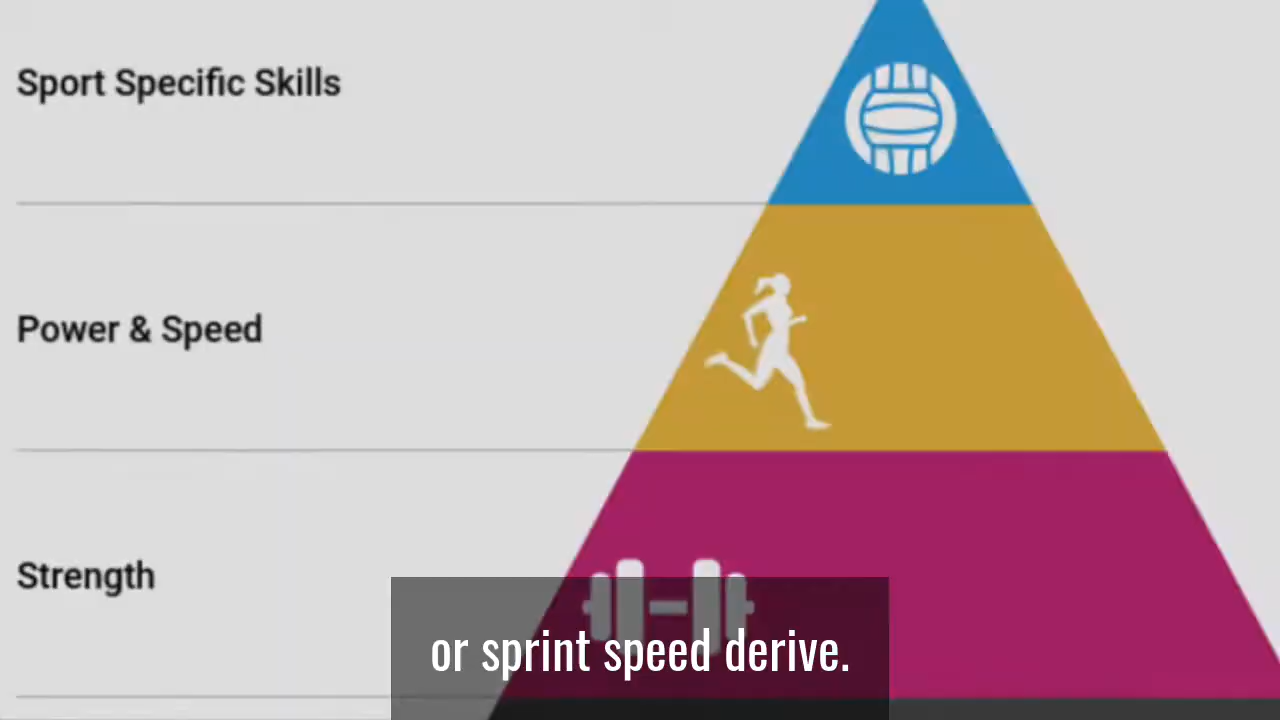 Sport Specific Skills
Power & Speed
Strength
or sprint speed derive.